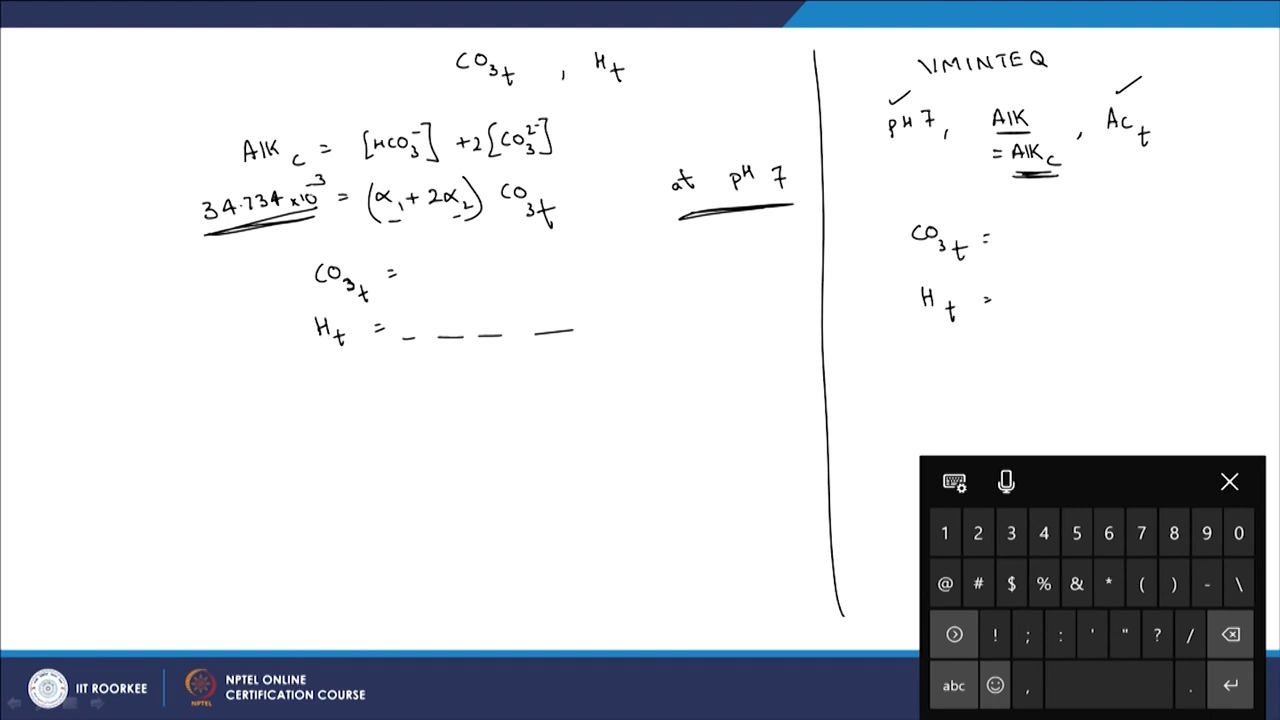 CO₃t , Ht
AlK c = [HCO₃⁻] + 2[CO₃²⁻]
34.734 × 10⁻³ = (α₁ + 2α₂) CO₃t
at pH 7
CO₃t =
Ht = _ _ _ _
VMINTEQ
pH 7, AlK , Act
= AlKc
CO₃t =
Ht =
1 2 3 4 5 6 7 8 9 0
@ # $ % & * ( ) - \
! ; : ' " ? /
abc , .
IIT ROORKEE
NPTEL
NPTEL ONLINE
CERTIFICATION COURSE